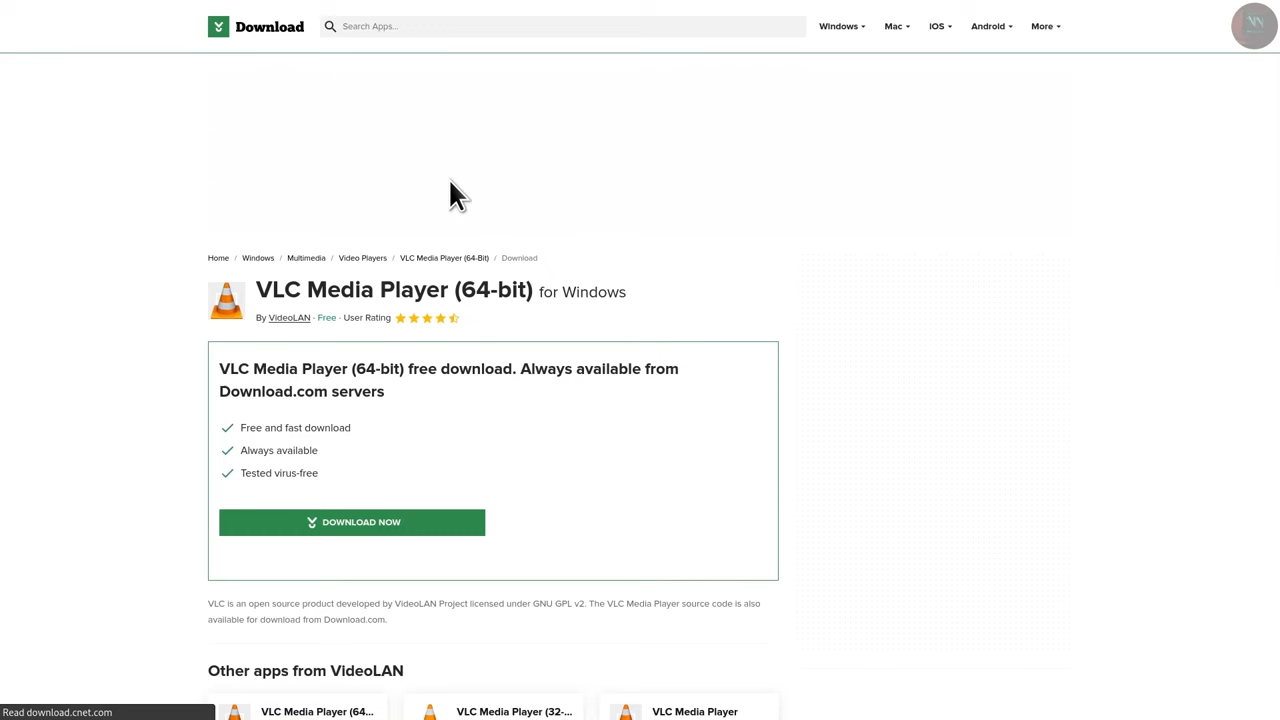 Download
Search Apps...
Windows
Mac
iOS
Android
More
Home / Windows / Multimedia / Video Players / VLC Media Player (64-Bit) / Download
VLC Media Player (64-bit) for Windows
By VideoLAN · Free · User Rating
VLC Media Player (64-bit) free download. Always available from
Download.com servers
Free and fast download
Always available
Tested virus-free
DOWNLOAD NOW
VLC is an open source product developed by VideoLAN Project licensed under GNU GPL v2. The VLC Media Player source code is also
available for download from Download.com.
Other apps from VideoLAN
VLC Media Player (64...
VLC Media Player (32-...
VLC Media Player
Read download.cnet.com